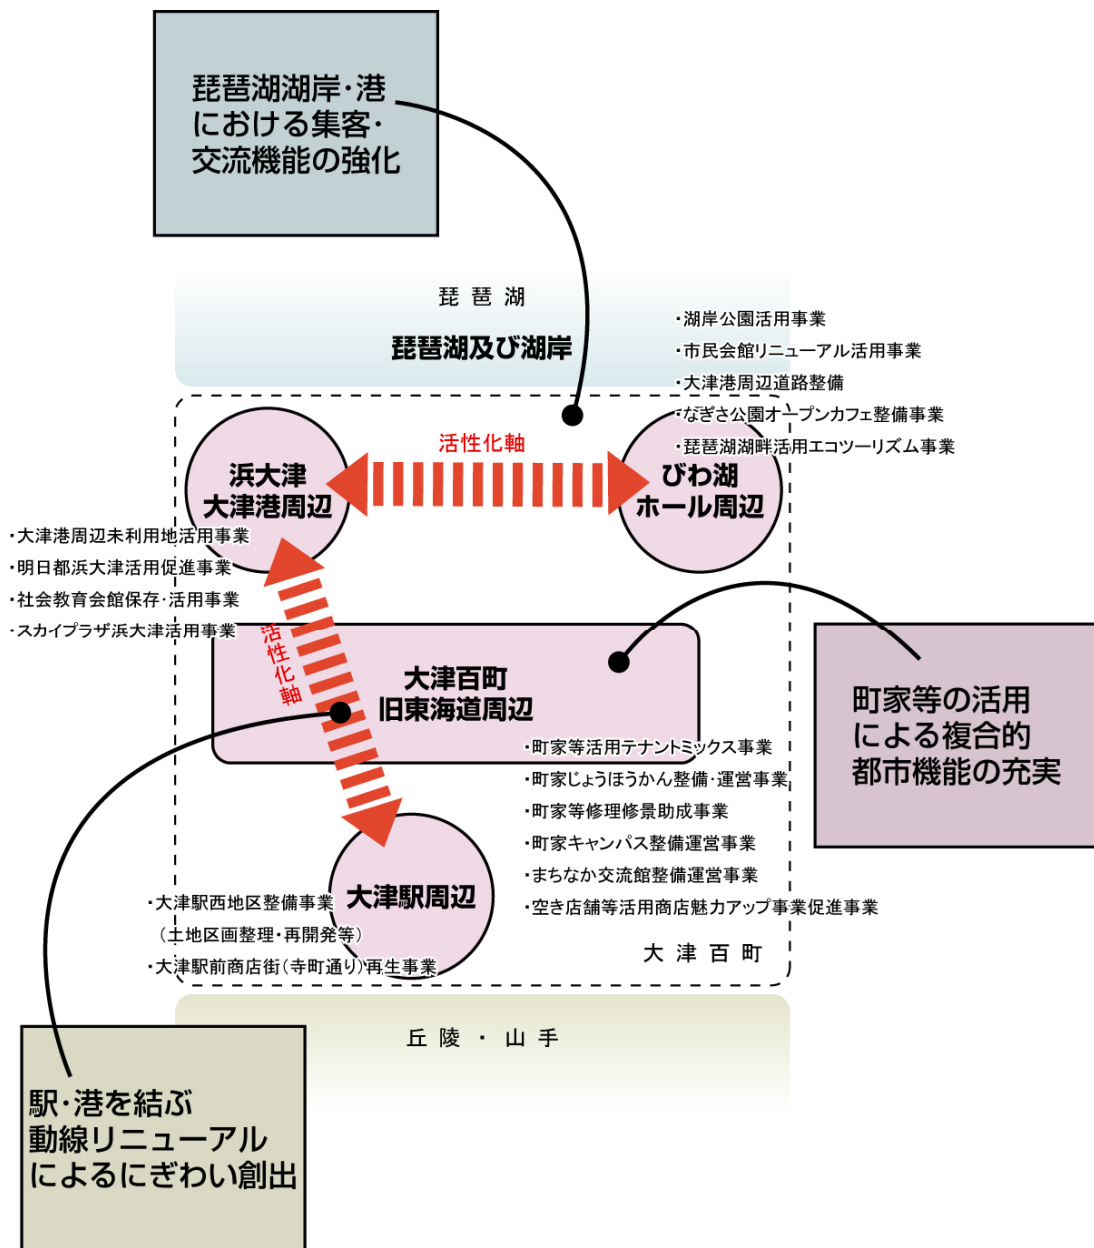 琵琶湖湖岸・港
における集客・
交流機能の強化
琵琶湖
琵琶湖及び湖岸
・湖岸公園活用事業
・市民会館リニューアル活用事業
・大津港周辺道路整備
・なぎさ公園オープンカフェ整備事業
・琵琶湖湖畔活用エコツーリズム事業
活性化軸
浜大津
大津港周辺
びわ湖
ホール周辺
・大津港周辺未利用地活用事業
・明日都浜大津活用促進事業
・社会教育会館保存・活用事業
・スカイプラザ浜大津活用事業
活性化軸
大津百町
旧東海道周辺
町家等の活用
による複合的
都市機能の充実
・町家等活用テナントミックス事業
・町家じょうほうかん整備・運営事業
・町家等修理修景助成事業
・町家キャンパス整備運営事業
・まちなか交流館整備運営事業
・空き店舗等活用商店魅力アップ事業促進事業
大津駅周辺
・大津駅西地区整備事業
（土地区画整理・再開発等）
・大津駅前商店街（寺町通り）再生事業
大津百町
丘陵・山手
駅・港を結ぶ
動線リニューアル
によるにぎわい創出